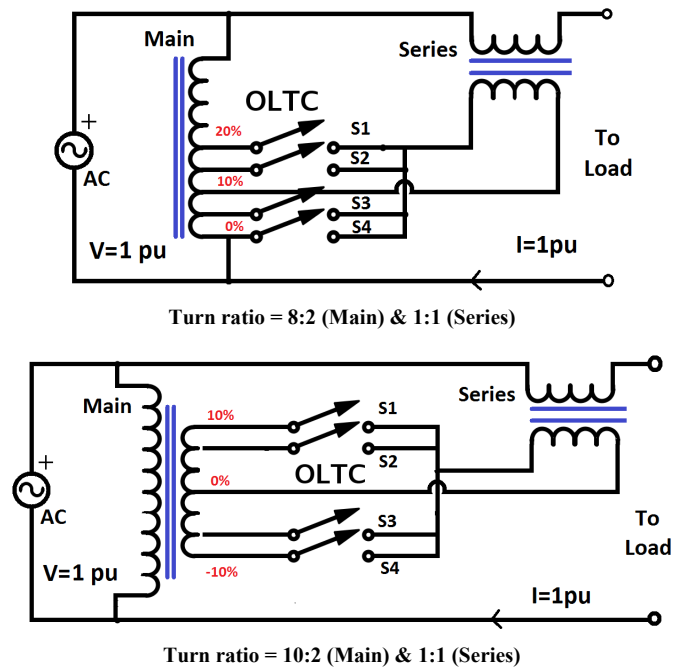 Main
Series
OLTC
+
20%
S1
S2
AC
10%
To
Load
S3
0%
S4
V=1 pu
I=1pu
Turn ratio = 8:2 (Main) & 1:1 (Series)
Main
Series
10%
S1
+
S2
0%
OLTC
AC
S3
To
Load
-10%
S4
V=1 pu
I=1pu
Turn ratio = 10:2 (Main) & 1:1 (Series)